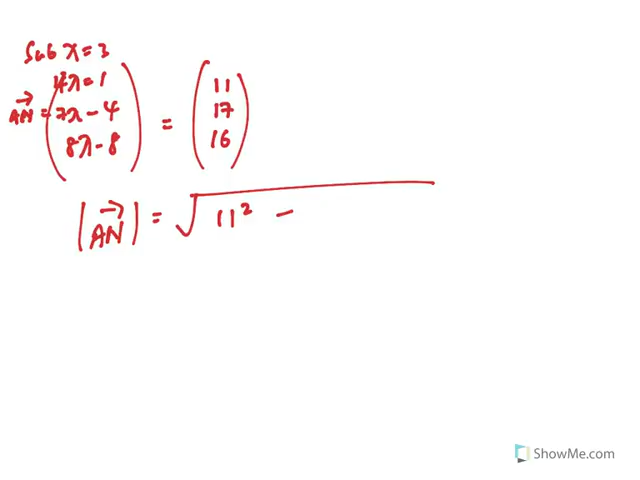 Sub λ = 3
4λ - 1
AN = 7λ - 4 = 11 17 16
8λ - 8
|AN| = √ 11² -
ShowMe.com